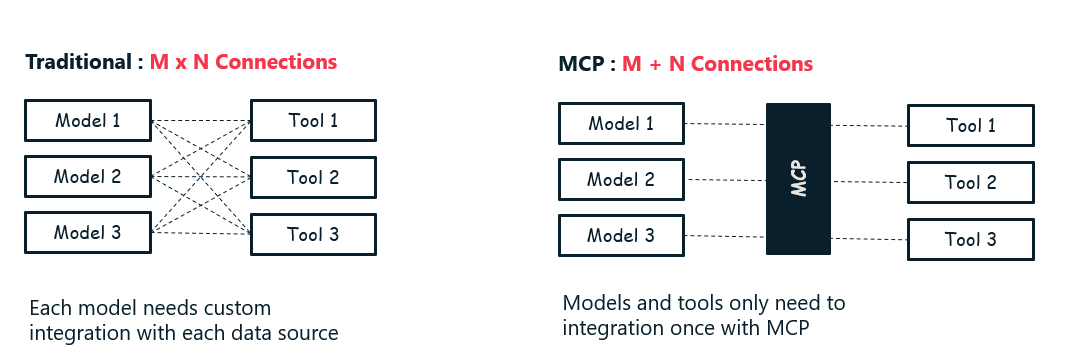 Traditional : M x N Connections
Model 1
Tool 1
Model 2
Tool 2
Model 3
Tool 3
Each model needs custom
integration with each data source
MCP : M + N Connections
Model 1
Tool 1
Model 2
MCP
Tool 2
Model 3
Tool 3
Models and tools only need to
integration once with MCP